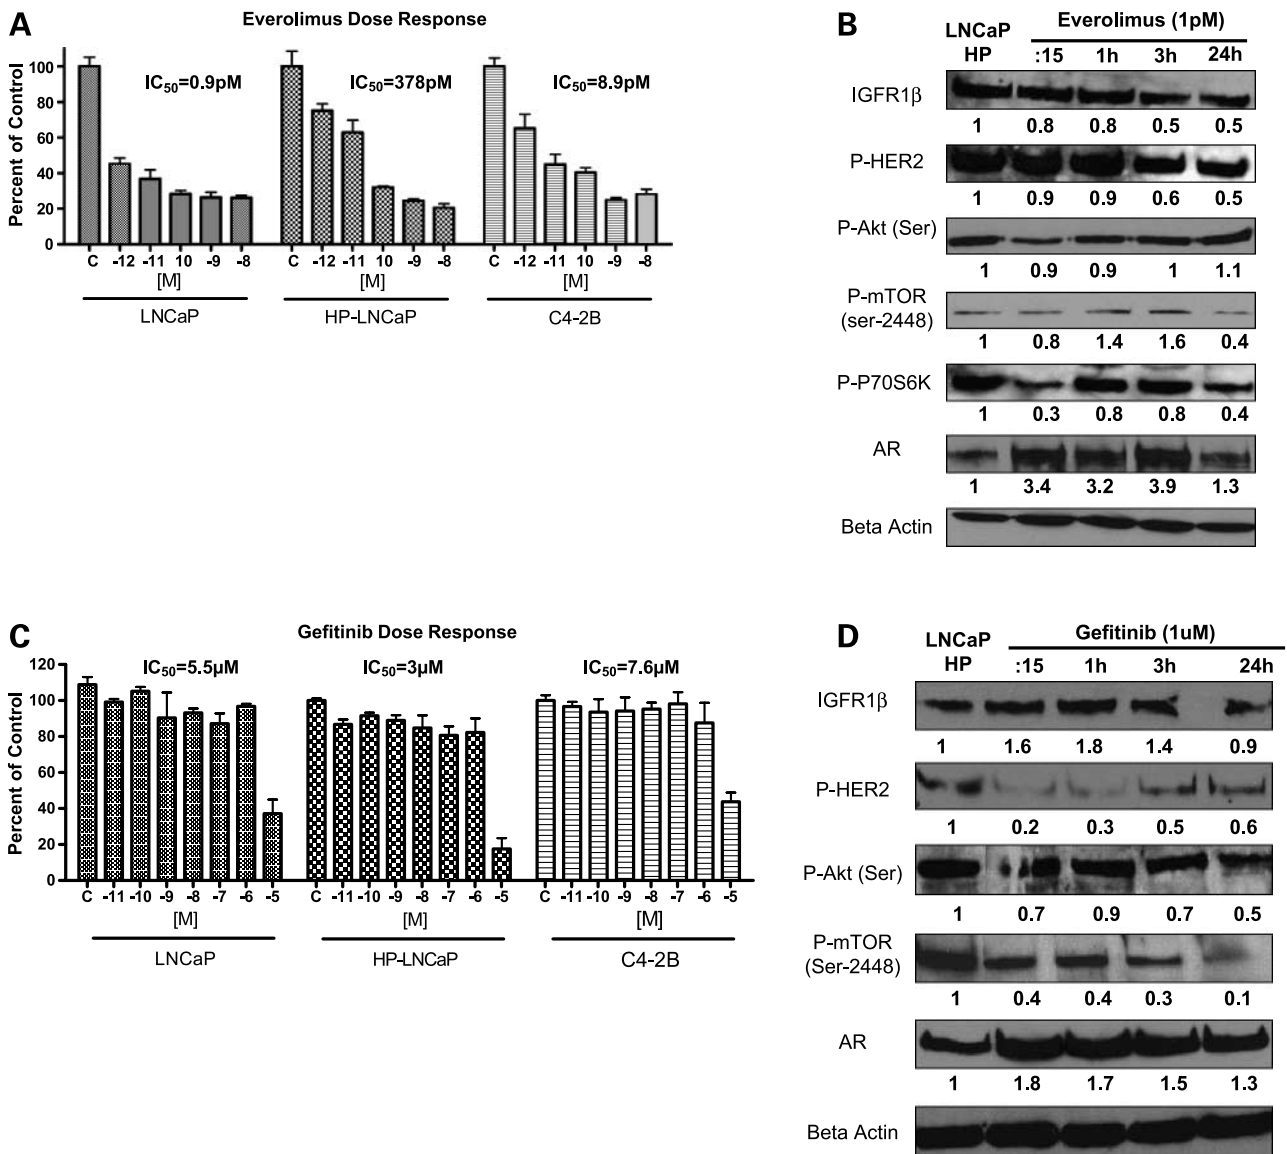 A
Everolimus Dose Response
Percent of Control
100
80
60
40
20
0
IC50=0.9pM
IC50=378pM
IC50=8.9pM
C -12 -11 10 -9 -8
C -12 -11 10 -9 -8
C -12 -11 10 -9 -8
[M]
[M]
[M]
LNCaP
HP-LNCaP
C4-2B
B
LNCaP
HP
Everolimus (1pM)
:15 1h 3h 24h
IGFR1β
1 0.8 0.8 0.5 0.5
P-HER2
1 0.9 0.9 0.6 0.5
P-Akt (Ser)
1 0.9 0.9 1 1.1
P-mTOR
(ser-2448)
1 0.8 1.4 1.6 0.4
P-P70S6K
1 0.3 0.8 0.8 0.4
AR
1 3.4 3.2 3.9 1.3
Beta Actin
C
Gefitinib Dose Response
Percent of Control
120
100
80
60
40
20
0
IC50=5.5µM
IC50=3µM
IC50=7.6µM
C -11 -10 -9 -8 -7 -6 -5
C -11 -10 -9 -8 -7 -6 -5
C -11 -10 -9 -8 -7 -6 -5
[M]
[M]
[M]
LNCaP
HP-LNCaP
C4-2B
D
LNCaP
HP
Gefitinib (1uM)
:15 1h 3h 24h
IGFR1β
1 1.6 1.8 1.4 0.9
P-HER2
1 0.2 0.3 0.5 0.6
P-Akt (Ser)
1 0.7 0.9 0.7 0.5
P-mTOR
(Ser-2448)
1 0.4 0.4 0.3 0.1
AR
1 1.8 1.7 1.5 1.3
Beta Actin